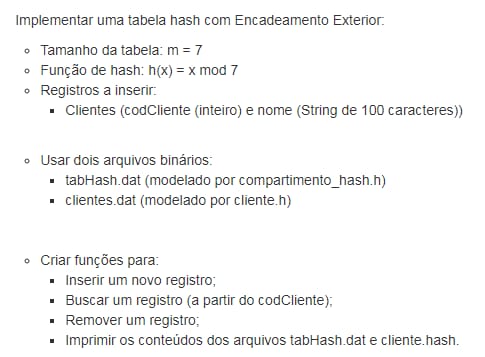 Implementar uma tabela hash com Encadeamento Exterior:
Tamanho da tabela: m = 7
Função de hash: h(x) = x mod 7
Registros a inserir:
Clientes (codCliente (inteiro) e nome (String de 100 caracteres))
Usar dois arquivos binários:
tabHash.dat (modelado por compartimento_hash.h)
clientes.dat (modelado por cliente.h)
Criar funções para:
Inserir um novo registro;
Buscar um registro (a partir do codCliente);
Remover um registro;
Imprimir os conteúdos dos arquivos tabHash.dat e cliente.hash.